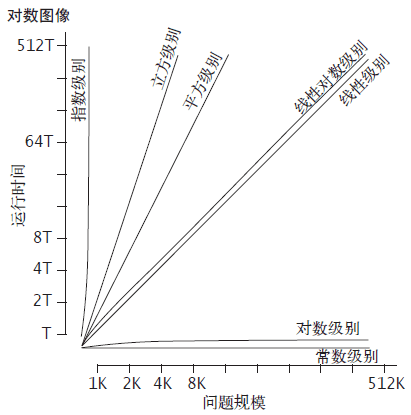 对数图像
512T
64T
8T
4T
2T
T
运行时间
指数级别
立方级别
平方级别
线性对数级别
线性级别
对数级别
常数级别
1K 2K 4K 8K 512K
问题规模